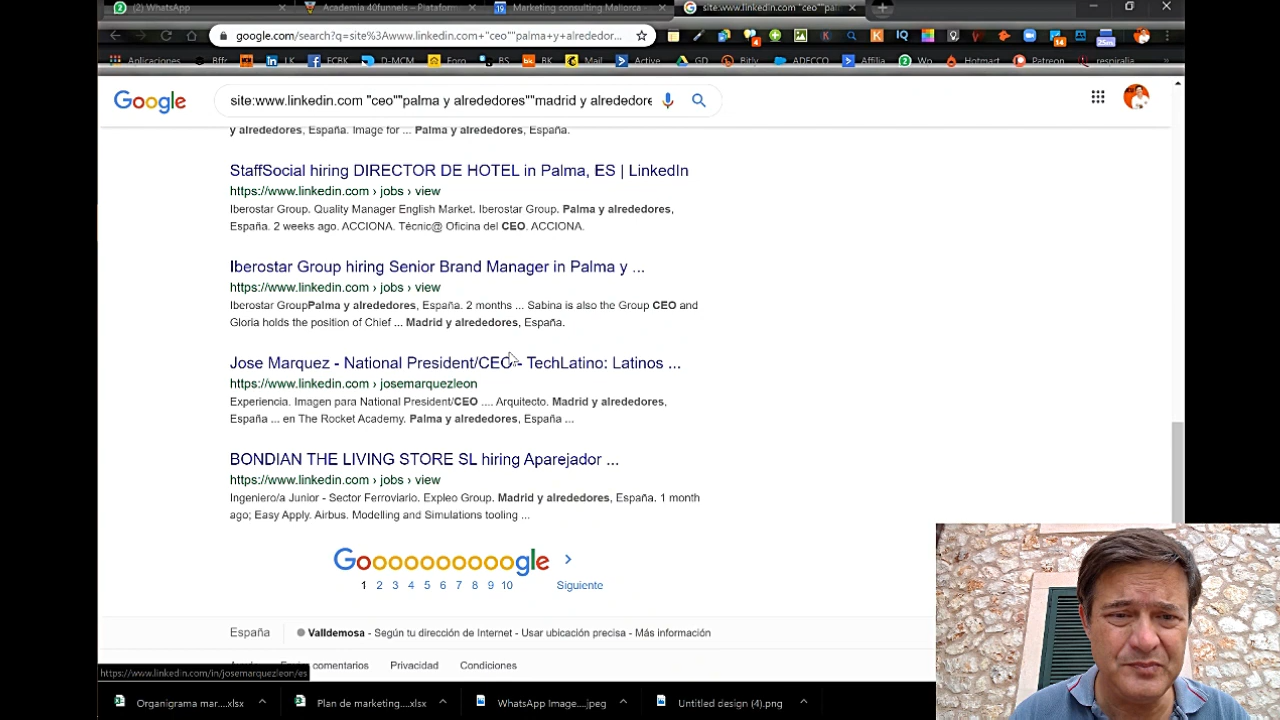 (2) WhatsApp
Academia 40funnels – Plataform
Marketing consulting Mallorca -
site:www.linkedin.com "ceo""pal
google.com/search?q=site%3Awww.linkedin.com+"ceo""palma+y+alrededor...
14
25m
Aplicaciones
Bffr
LK
FCBK
D-MCM
Foro
BS
BK
Mail
Active
GD
Bitly
ADECCO
Affilia
Wo
Hotmart
Patreon
respiralia
»
Google
site:www.linkedin.com "ceo""palma y alrededores""madrid y alrededore
y alrededores, España. Image for ... Palma y alrededores, España.
StaffSocial hiring DIRECTOR DE HOTEL in Palma, ES | LinkedIn
https://www.linkedin.com › jobs › view
Iberostar Group. Quality Manager English Market. Iberostar Group. Palma y alrededores,
España. 2 weeks ago. ACCIONA. Técnic@ Oficina del CEO. ACCIONA.
Iberostar Group hiring Senior Brand Manager in Palma y ...
https://www.linkedin.com › jobs › view
Iberostar GroupPalma y alrededores, España. 2 months ... Sabina is also the Group CEO and
Gloria holds the position of Chief ... Madrid y alrededores, España.
Jose Marquez - National President/CEO - TechLatino: Latinos ...
https://www.linkedin.com › josemarquezleon
Experiencia. Imagen para National President/CEO .... Arquitecto. Madrid y alrededores,
España ... en The Rocket Academy. Palma y alrededores, España ...
BONDIAN THE LIVING STORE SL hiring Aparejador ...
https://www.linkedin.com › jobs › view
Ingeniero/a Junior - Sector Ferroviario. Expleo Group. Madrid y alrededores, España. 1 month
ago; Easy Apply. Airbus. Modelling and Simulations tooling ...
Goooooooooogle
1 2 3 4 5 6 7 8 9 10 Siguiente
España
Valldemosa - Según tu dirección de Internet - Usar ubicación precisa - Más información
comentarios
Privacidad
Condiciones
https://www.linkedin.com/in/josemarquezleon/es
Organigrama mar....xlsx
Plan de marketing....xlsx
WhatsApp Image....jpeg
Untitled design (4).png